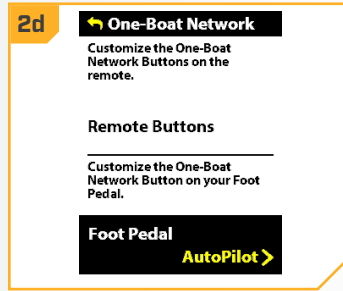 2d
One-Boat Network
Customize the One-Boat
Network Buttons on the
remote.
Remote Buttons
Customize the One-Boat
Network Button on your Foot
Pedal.
Foot Pedal
AutoPilot >